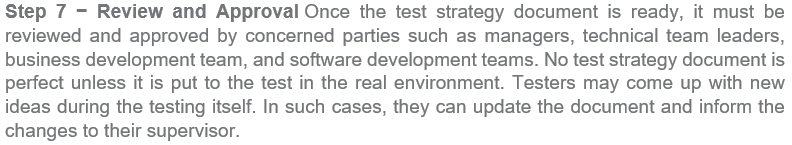 Step 7 − Review and Approval Once the test strategy document is ready, it must be
reviewed and approved by concerned parties such as managers, technical team leaders,
business development team, and software development teams. No test strategy document is
perfect unless it is put to the test in the real environment. Testers may come up with new
ideas during the testing itself. In such cases, they can update the document and inform the
changes to their supervisor.